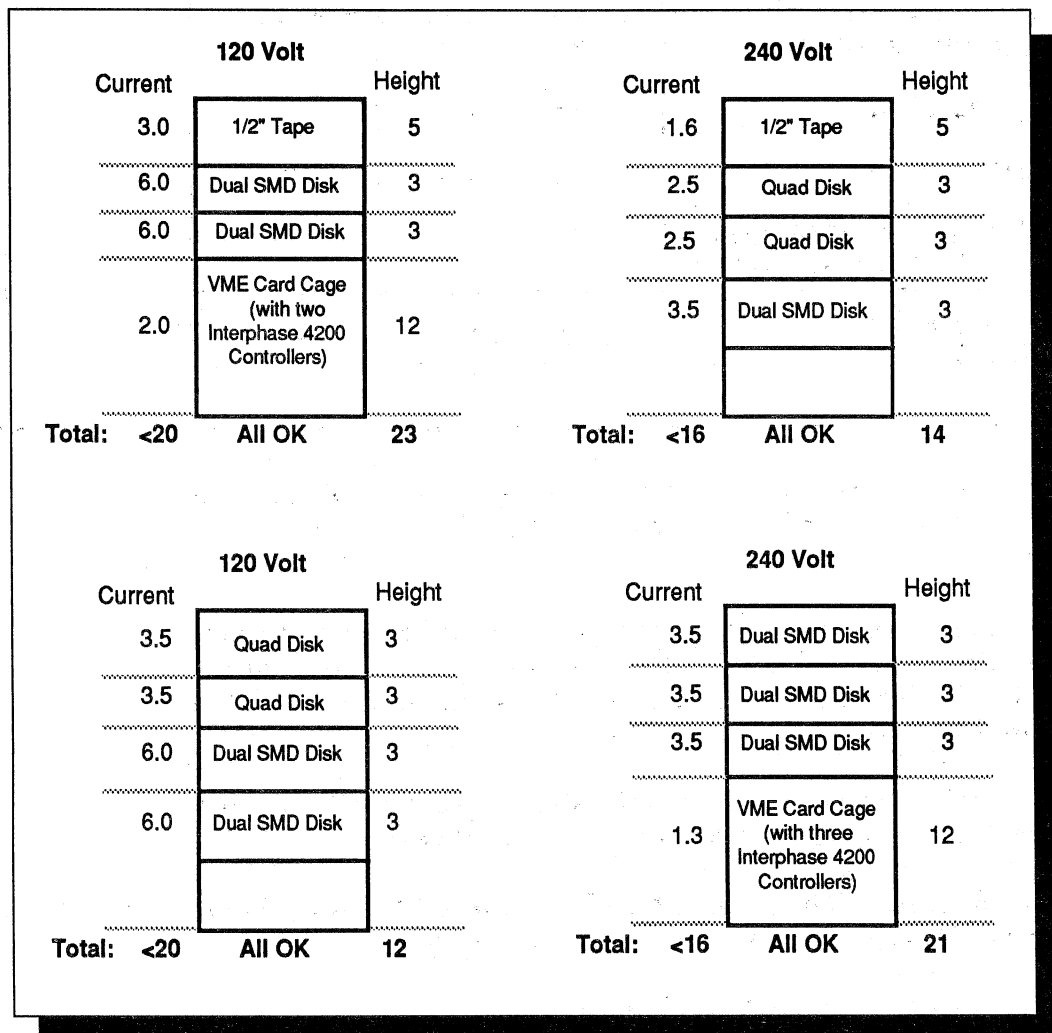 120 Volt
Current Height
3.0 1/2" Tape 5
6.0 Dual SMD Disk 3
6.0 Dual SMD Disk 3
VME Card Cage
(with two
2.0 Interphase 4200 12
Controllers)
Total: <20 All OK 23
240 Volt
Current Height
1.6 1/2" Tape 5
2.5 Quad Disk 3
2.5 Quad Disk 3
3.5 Dual SMD Disk 3
Total: <16 All OK 14
120 Volt
Current Height
3.5 Quad Disk 3
3.5 Quad Disk 3
6.0 Dual SMD Disk 3
6.0 Dual SMD Disk 3
Total: <20 All OK 12
240 Volt
Current Height
3.5 Dual SMD Disk 3
3.5 Dual SMD Disk 3
3.5 Dual SMD Disk 3
VME Card Cage
1.3 (with three 12
Interphase 4200
Controllers)
Total: <16 All OK 21